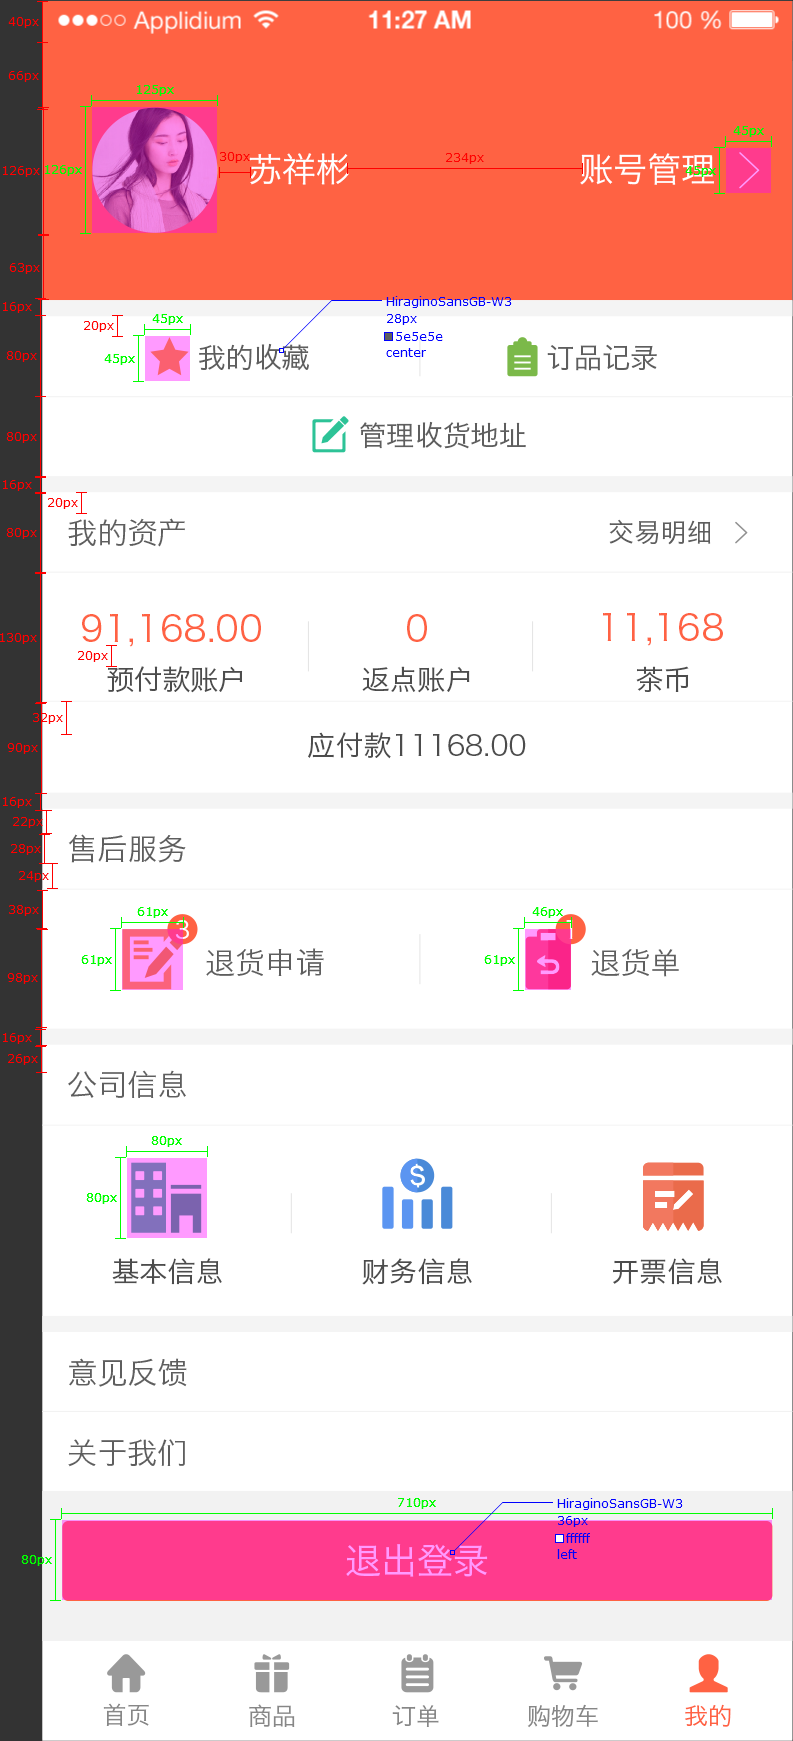 40px
Applidium
11:27 AM
100 %
66px
126px
126px
126px
30px
苏祥彬
234px
账号管理
42px
45px
63px
16px
HiraginoSansGB-W3
28px
5e5e5e
center
20px
45px
45px
80px
我的收藏
订品记录
80px
管理收货地址
16px
20px
80px
我的资产
交易明细
91,168.00
0
11,168
130px
20px
预付款账户
返点账户
茶币
32px
90px
应付款11168.00
16px
22px
28px
售后服务
24px
38px
61px
3
46px
1
61px
退货申请
61px
退货单
98px
16px
26px
公司信息
80px
80px
基本信息
财务信息
开票信息
意见反馈
关于我们
710px
HiraginoSansGB-W3
36px
ffffff
left
80px
退出登录
首页
商品
订单
购物车
我的